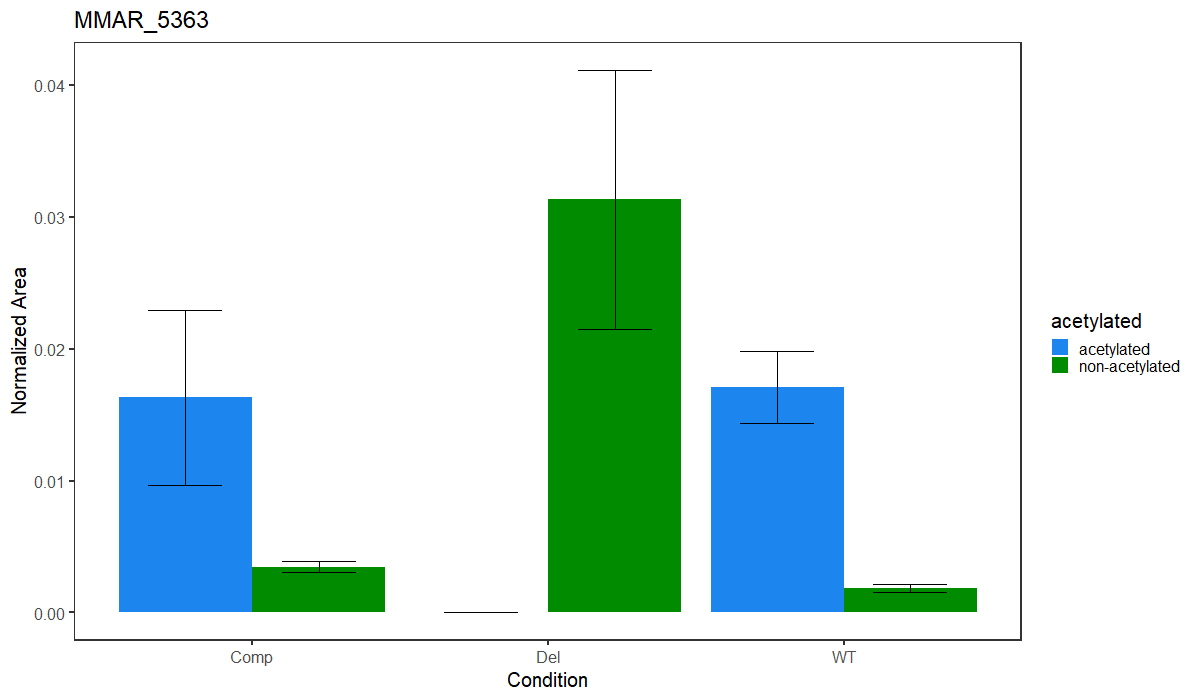 MMAR_5363
Normalized Area
0.04
0.03
0.02
0.01
0.00
Comp Del WT
Condition
acetylated
acetylated
non-acetylated